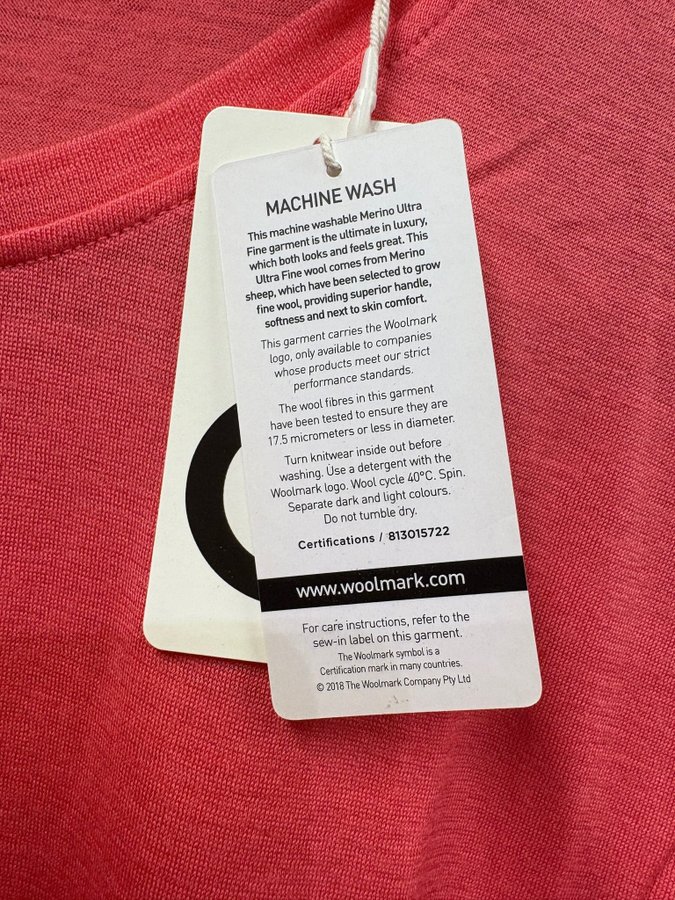 MACHINE WASH
This machine washable Merino Ultra
Fine garment is the ultimate in luxury,
which both looks and feels great. This
Ultra Fine wool comes from Merino
sheep, which have been selected to grow
fine wool, providing superior handle,
softness and next to skin comfort.
This garment carries the Woolmark
logo, only available to companies
whose products meet our strict
performance standards.
The wool fibres in this garment
have been tested to ensure they are
17.5 micrometers or less in diameter.
Turn knitwear inside out before
washing. Use a detergent with the
Woolmark logo. Wool cycle 40°C. Spin.
Separate dark and light colours.
Do not tumble dry.
Certifications / 813015722
www.woolmark.com
For care instructions, refer to the
sew-in label on this garment.
The Woolmark symbol is a
Certification mark in many countries.
© 2018 The Woolmark Company Pty Ltd